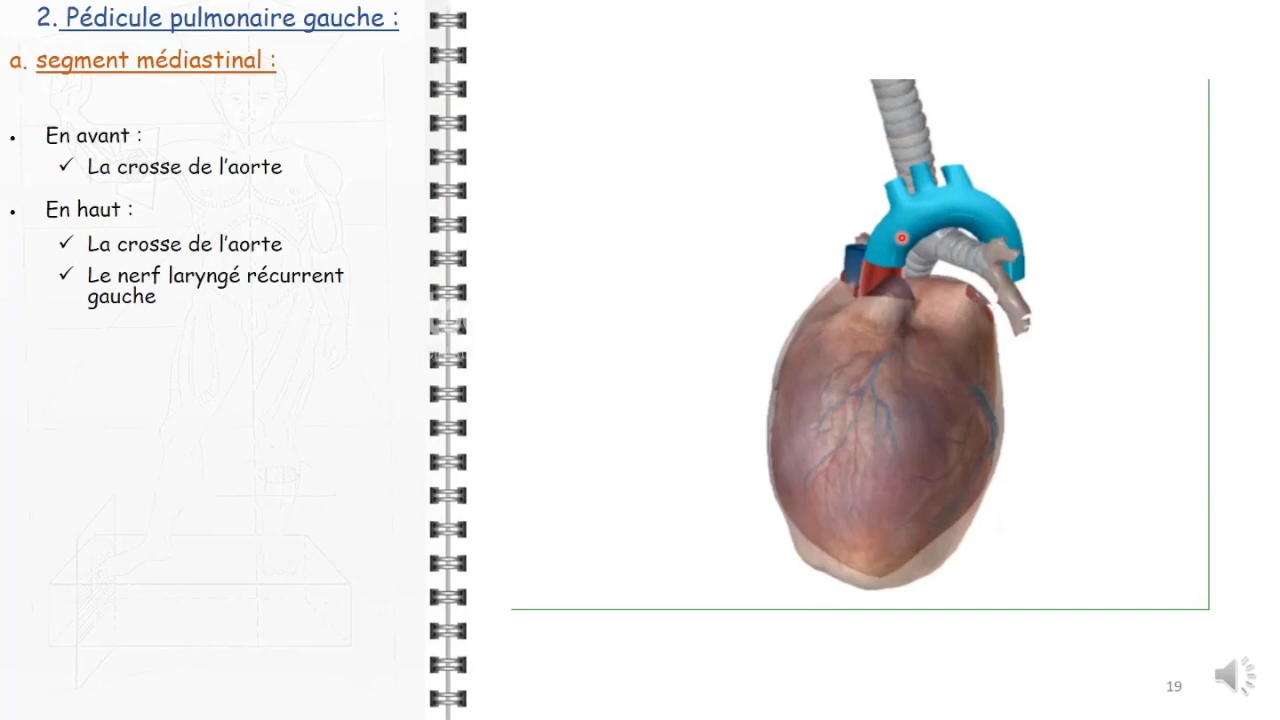 2. Pédicule pulmonaire gauche :
a. segment médiastinal :
• En avant :
✓ La crosse de l'aorte
• En haut :
✓ La crosse de l'aorte
✓ Le nerf laryngé récurrent
gauche
19